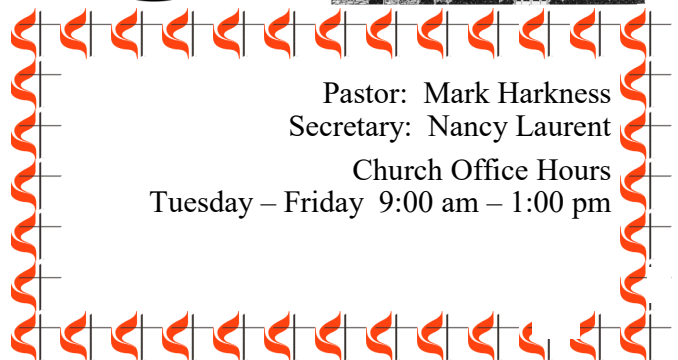 Pastor:  Mark Harkness
Secretary:  Nancy Laurent
Church Office Hours
Tuesday – Friday  9:00 am – 1:00 pm